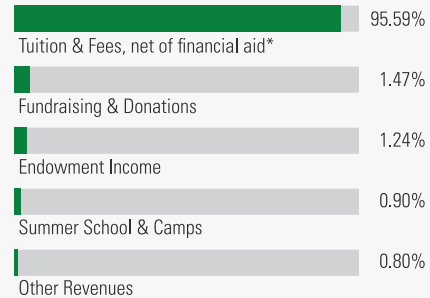 95.59%
Tuition & Fees, net of financial aid*
1.47%
Fundraising & Donations
1.24%
Endowment Income
0.90%
Summer School & Camps
0.80%
Other Revenues